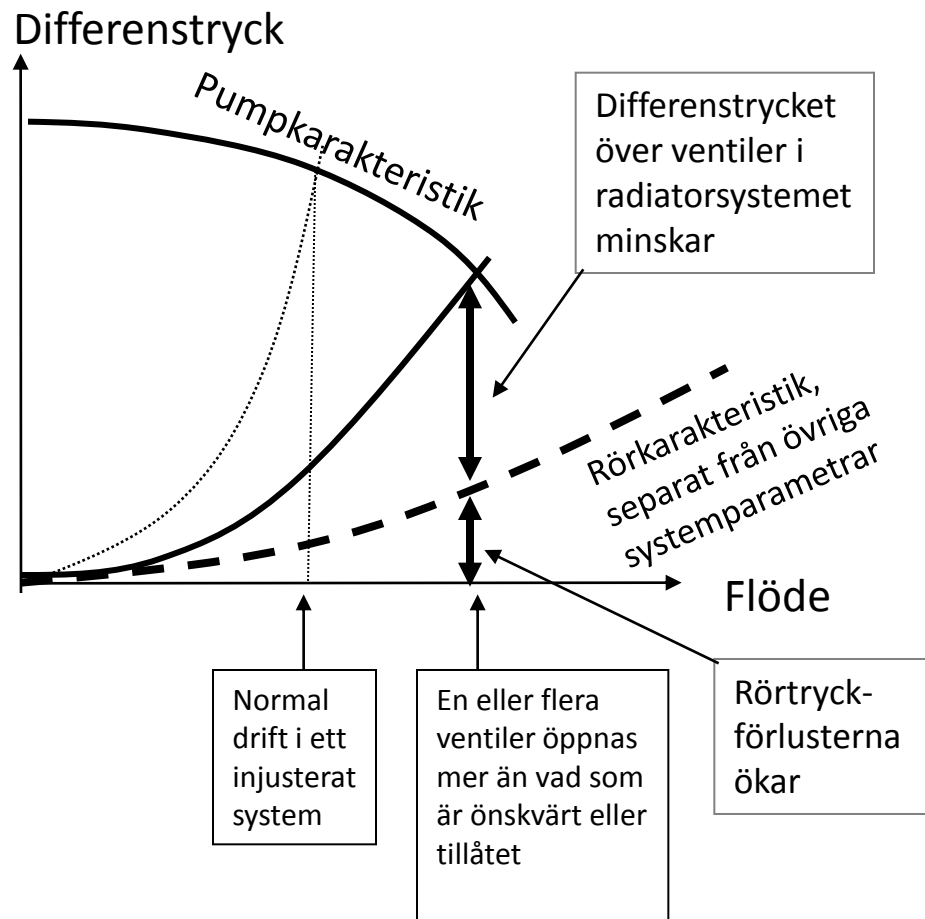 Differenstryck
Pumpkarakteristik
Differenstrycket
över ventiler i
radiatorsystemet
minskar
Rörkarakteristik,
separat från övriga
systemparametrar
Flöde
Normal
drift i ett
injusterat
system
En eller flera
ventiler öppnas
mer än vad som
är önskvärt eller
tillåtet
Rörtryck-
förlusterna
ökar